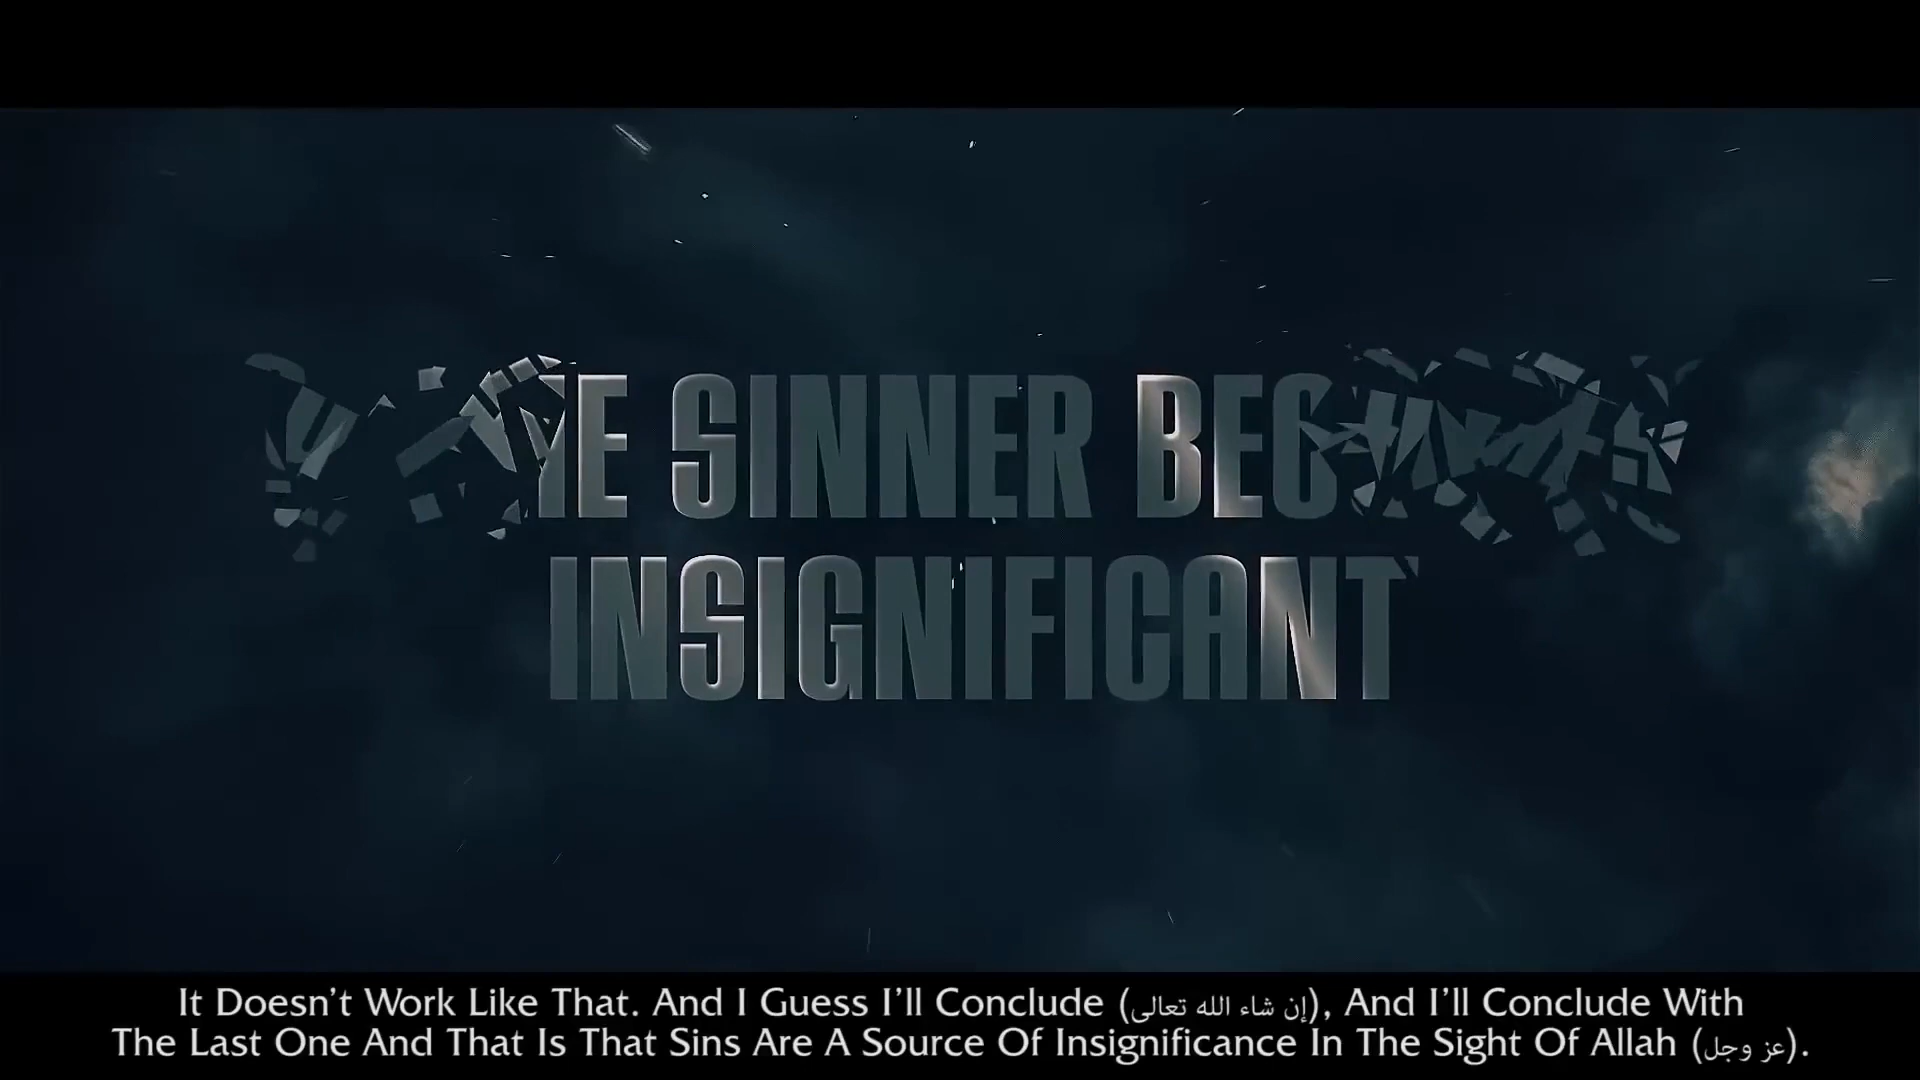 SINNER BEC
INSIGNIFICANT
It Doesn't Work Like That. And I Guess I'll Conclude (إن شاء الله تعالى), And I'll Conclude With
The Last One And That Is That Sins Are A Source Of Insignificance In The Sight Of Allah (عز وجل).